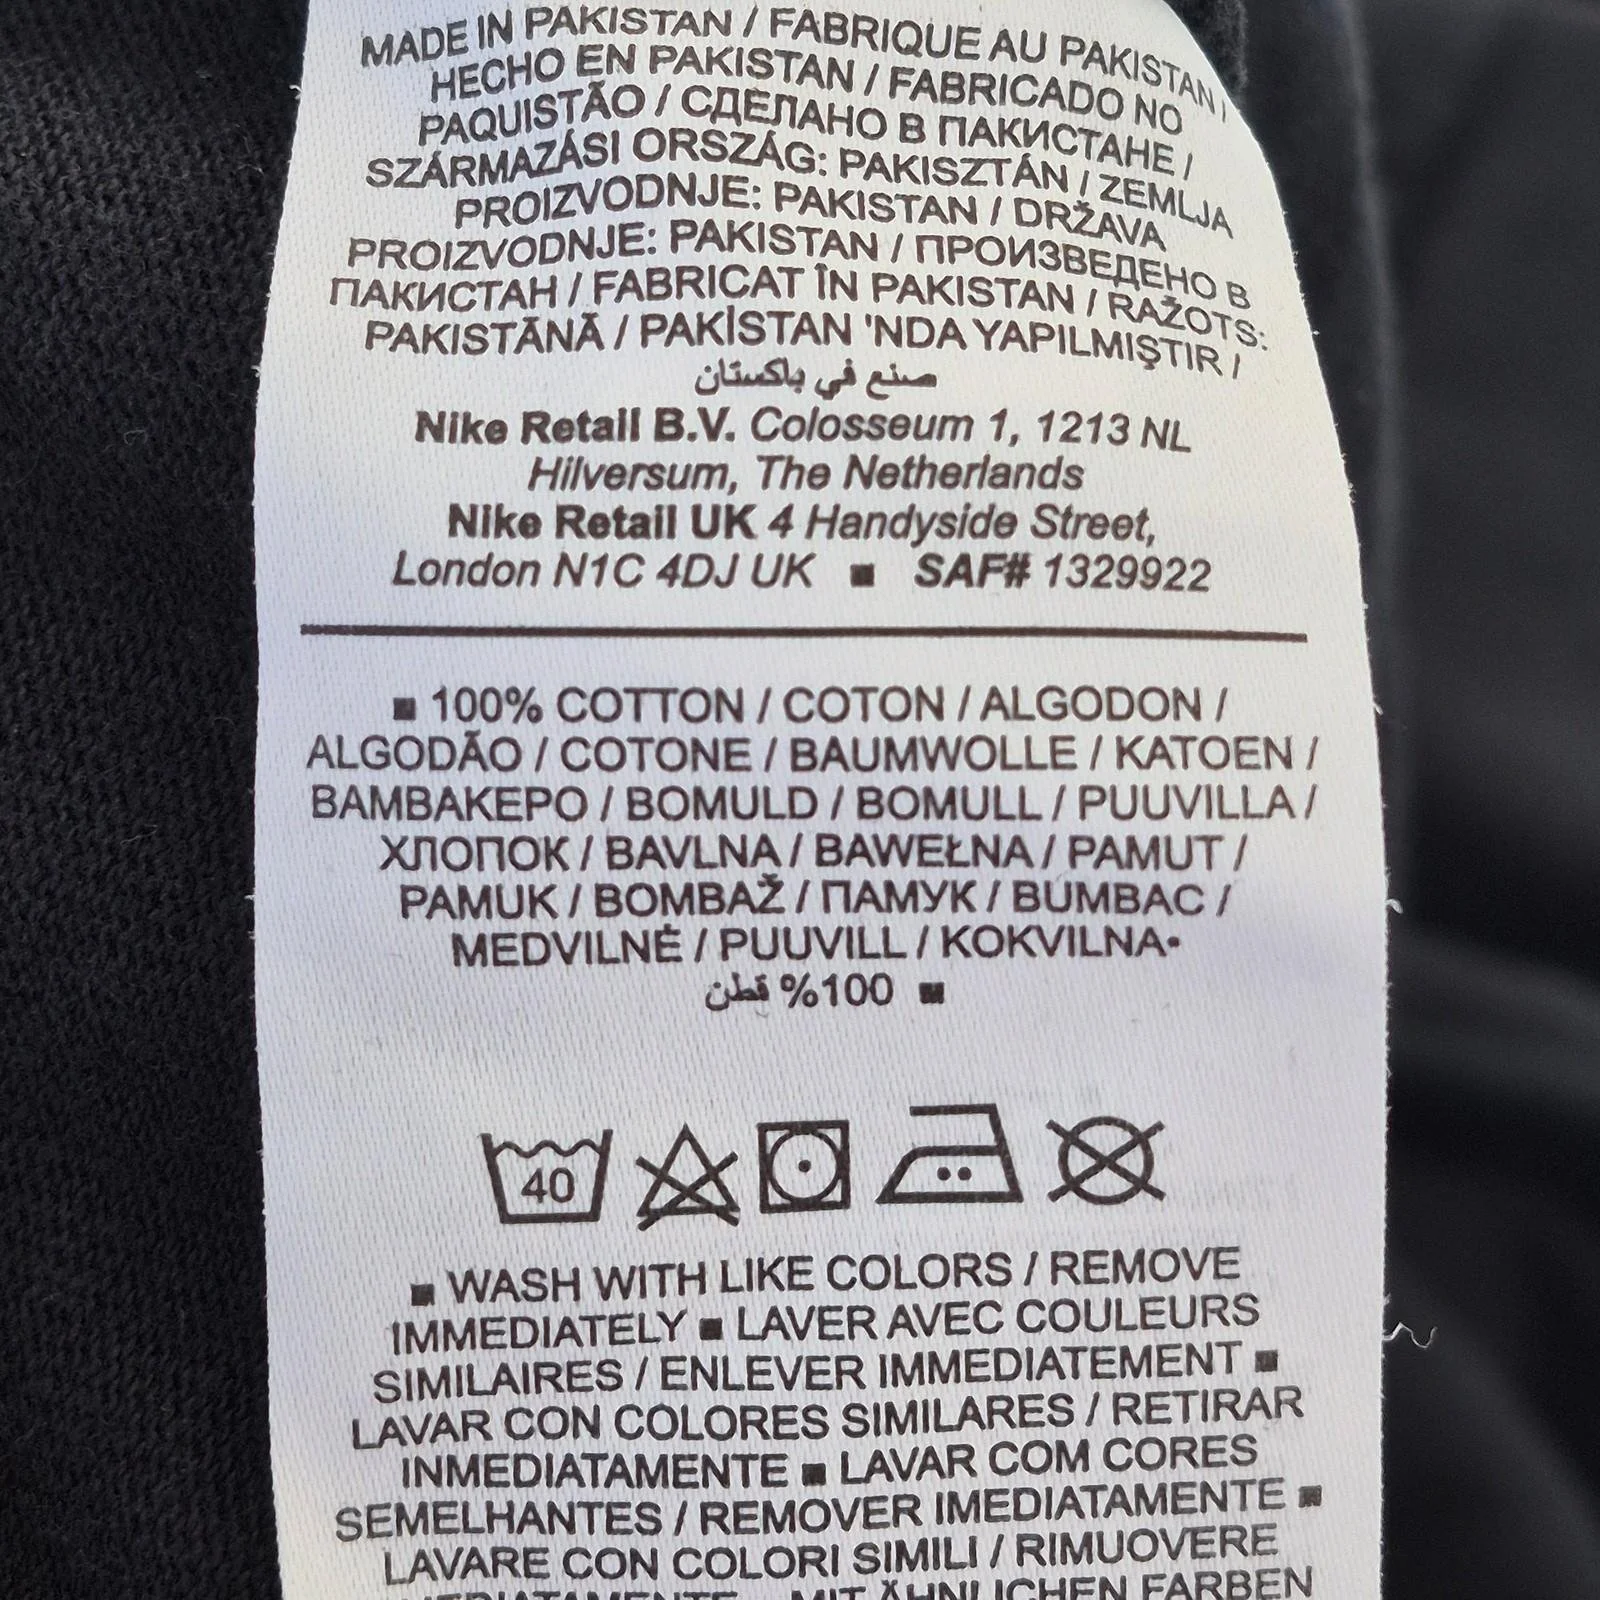 MADE IN PAKISTAN / FABRIQUE AU PAKISTAN /
HECHO EN PAKISTAN / FABRICADO NO
PAQUISTÃO / СДЕЛАНО В ПАКИСТАНЕ /
SZÁRMAZÁSI ORSZÁG: PAKISZTÁN / ZEMLJA
PROIZVODNJE: PAKISTAN / DRŽAVA
PROIZVODNJE: PAKISTAN / ПРОИЗВЕДЕНО В
ПАКИСТАН / FABRICAT ÎN PAKISTAN / RAŽOTS:
PAKISTĀNĀ / PAKİSTAN 'NDA YAPILMIŞTIR /
صنع في باكستان
Nike Retail B.V. Colosseum 1, 1213 NL
Hilversum, The Netherlands
Nike Retail UK 4 Handyside Street,
London N1C 4DJ UK ■ SAF# 1329922
■ 100% COTTON / COTON / ALGODON /
ALGODÃO / COTONE / BAUMWOLLE / KATOEN /
ΒΑΜΒΑΚΕΡΟ / BOMULD / BOMULL / PUUVILLA /
ХЛОПОК / BAVLNA / BAWEŁNA / PAMUT /
PAMUK / BOMBAŽ / ПАМУК / BUMBAC /
MEDVILNĖ / PUUVILL / KOKVILNA•
100% قطن ■
40
■ WASH WITH LIKE COLORS / REMOVE
IMMEDIATELY ■ LAVER AVEC COULEURS
SIMILAIRES / ENLEVER IMMEDIATEMENT ■
LAVAR CON COLORES SIMILARES / RETIRAR
INMEDIATAMENTE ■ LAVAR COM CORES
SEMELHANTES / REMOVER IMEDIATAMENTE ■
LAVARE CON COLORI SIMILI / RIMUOVERE
MIT ÄHNLICHEN FARBEN